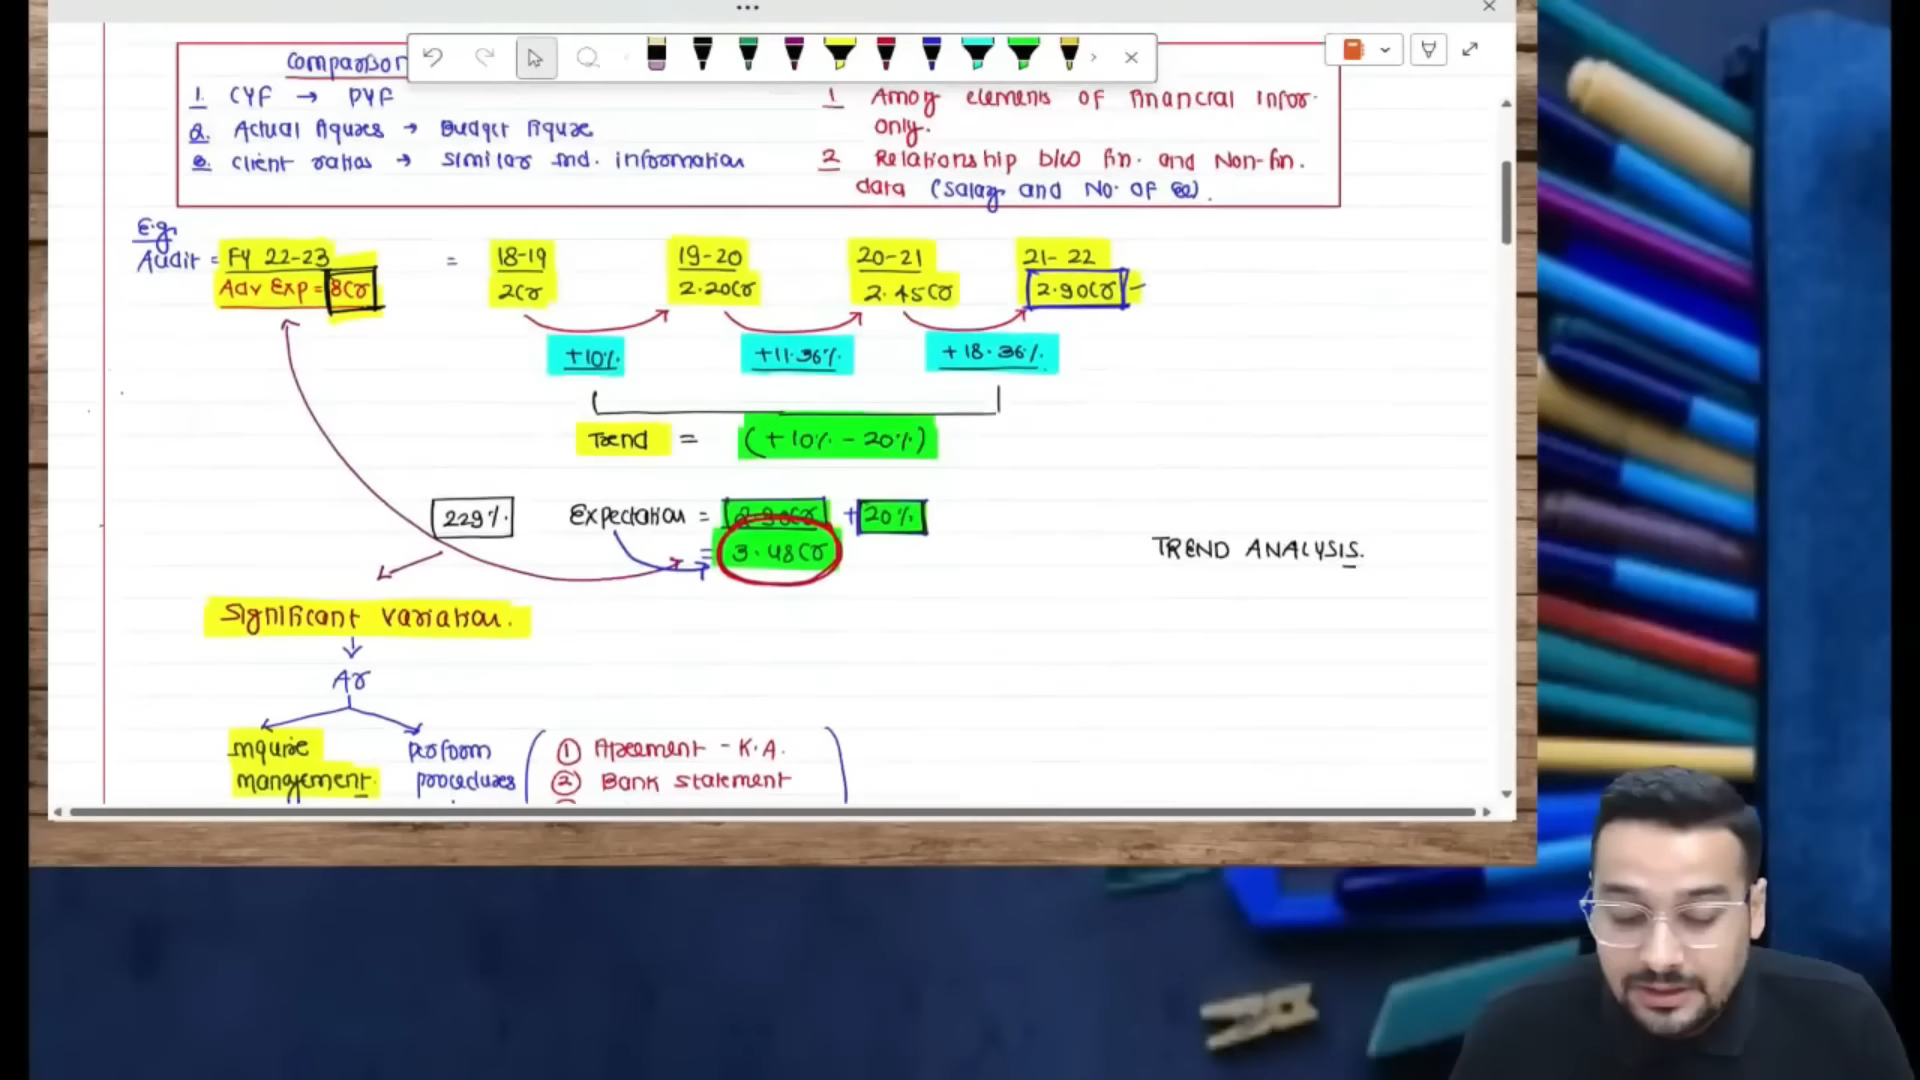 Comparison
1. CYF → PYF
2. Actual figures → Budget figure
3. Client ratios → Similar Ind. information
1 Among elements of financial infor. only.
2 Relationship b/w fin. and Non-fin. data (Salary and No. of ee).
E.g.
Audit = FY 22-23 = 18-19 19-20 20-21 21-22
Adv Exp = 8Cr 2Cr 2.20Cr 2.45Cr 2.90Cr
+10% +11.36% +18.36%
Trend = (+10% - 20%)
229% Expectation = 2.90Cr + 20%
= 3.48Cr
TREND ANALYSIS.
Significant variation.
Ar
Inquire management. perform procedures
① Agreement - K.A.
② Bank statement